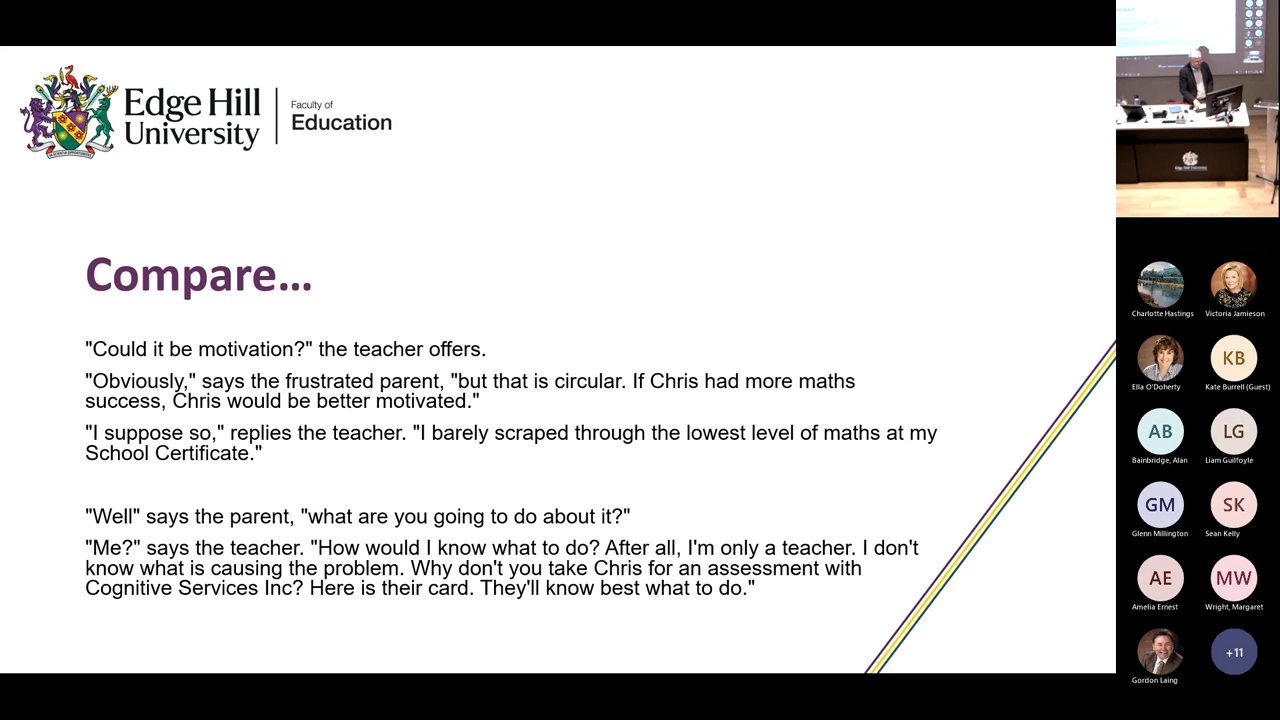 Edge Hill
University
Faculty of
Education
Compare...
"Could it be motivation?" the teacher offers.
"Obviously," says the frustrated parent, "but that is circular. If Chris had more maths
success, Chris would be better motivated."
"I suppose so," replies the teacher. "I barely scraped through the lowest level of maths at my
School Certificate."
"Well" says the parent, "what are you going to do about it?"
"Me?" says the teacher. "How would I know what to do? After all, I'm only a teacher. I don't
know what is causing the problem. Why don't you take Chris for an assessment with
Cognitive Services Inc? Here is their card. They'll know best what to do."
Charlotte Hastings
Victoria Jamieson
KB
Ella O'Doherty
Kate Burrell (Guest)
AB
LG
Bainbridge, Alan
Liam Guilfoyle
GM
SK
Glenn Millington
Sean Kelly
AE
MW
Amelia Ernest
Wright, Margaret
+11
Gordon Laing